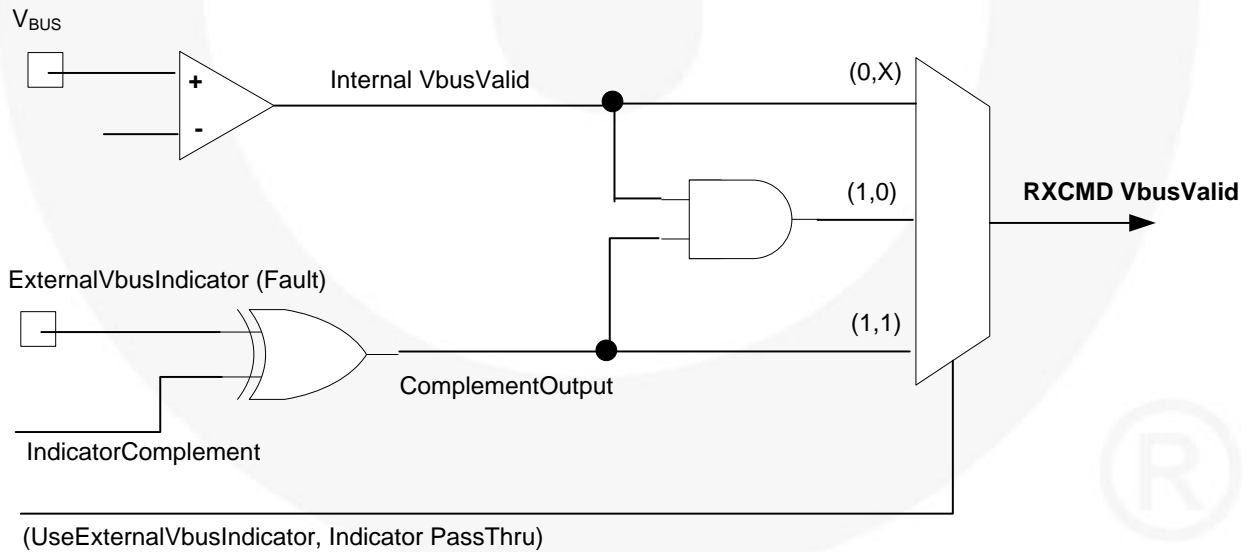 VBUS
+
Internal VbusValid
(0,X)
-
(1,0)
RXCMD VbusValid
ExternalVbusIndicator (Fault)
(1,1)
ComplementOutput
IndicatorComplement
(UseExternalVbusIndicator, Indicator PassThru)
®